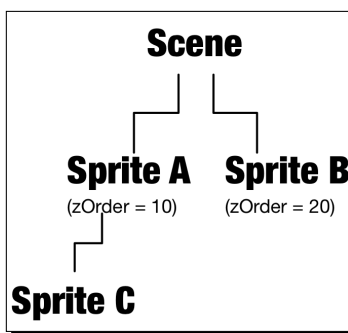 Scene
Sprite A Sprite B
(zOrder = 10) (zOrder = 20)
Sprite C